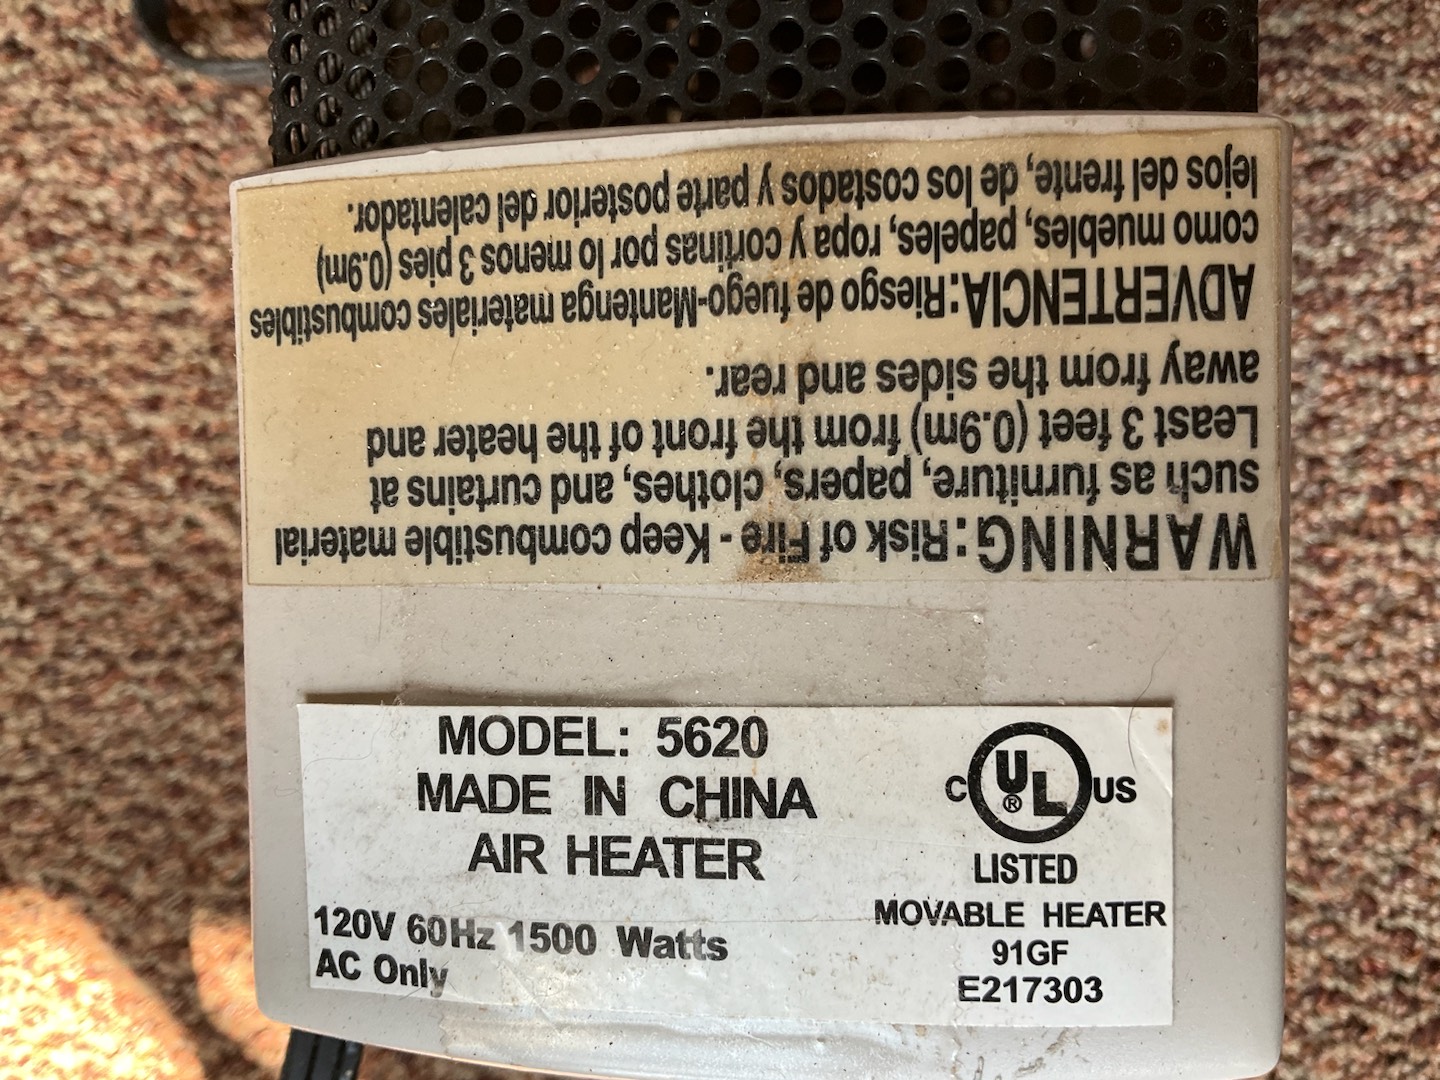 WARNING: Risk of Fire - Keep combustible material
such as furniture, papers, clothes, and curtains at
Least 3 feet (0.9m) from the front of the heater and
away from the sides and rear.
ADVERTENCIA: Riesgo de fuego-Mantenga materiales combustibles
como muebles, papeles, ropa y cortinas por lo menos 3 pies (0.9m)
lejos del frente, de los costados y parte posterior del calentador.
MODEL: 5620
MADE IN CHINA
AIR HEATER
120V 60Hz 1500 Watts
AC Only
C UL® US
LISTED
MOVABLE HEATER
91GF
E217303